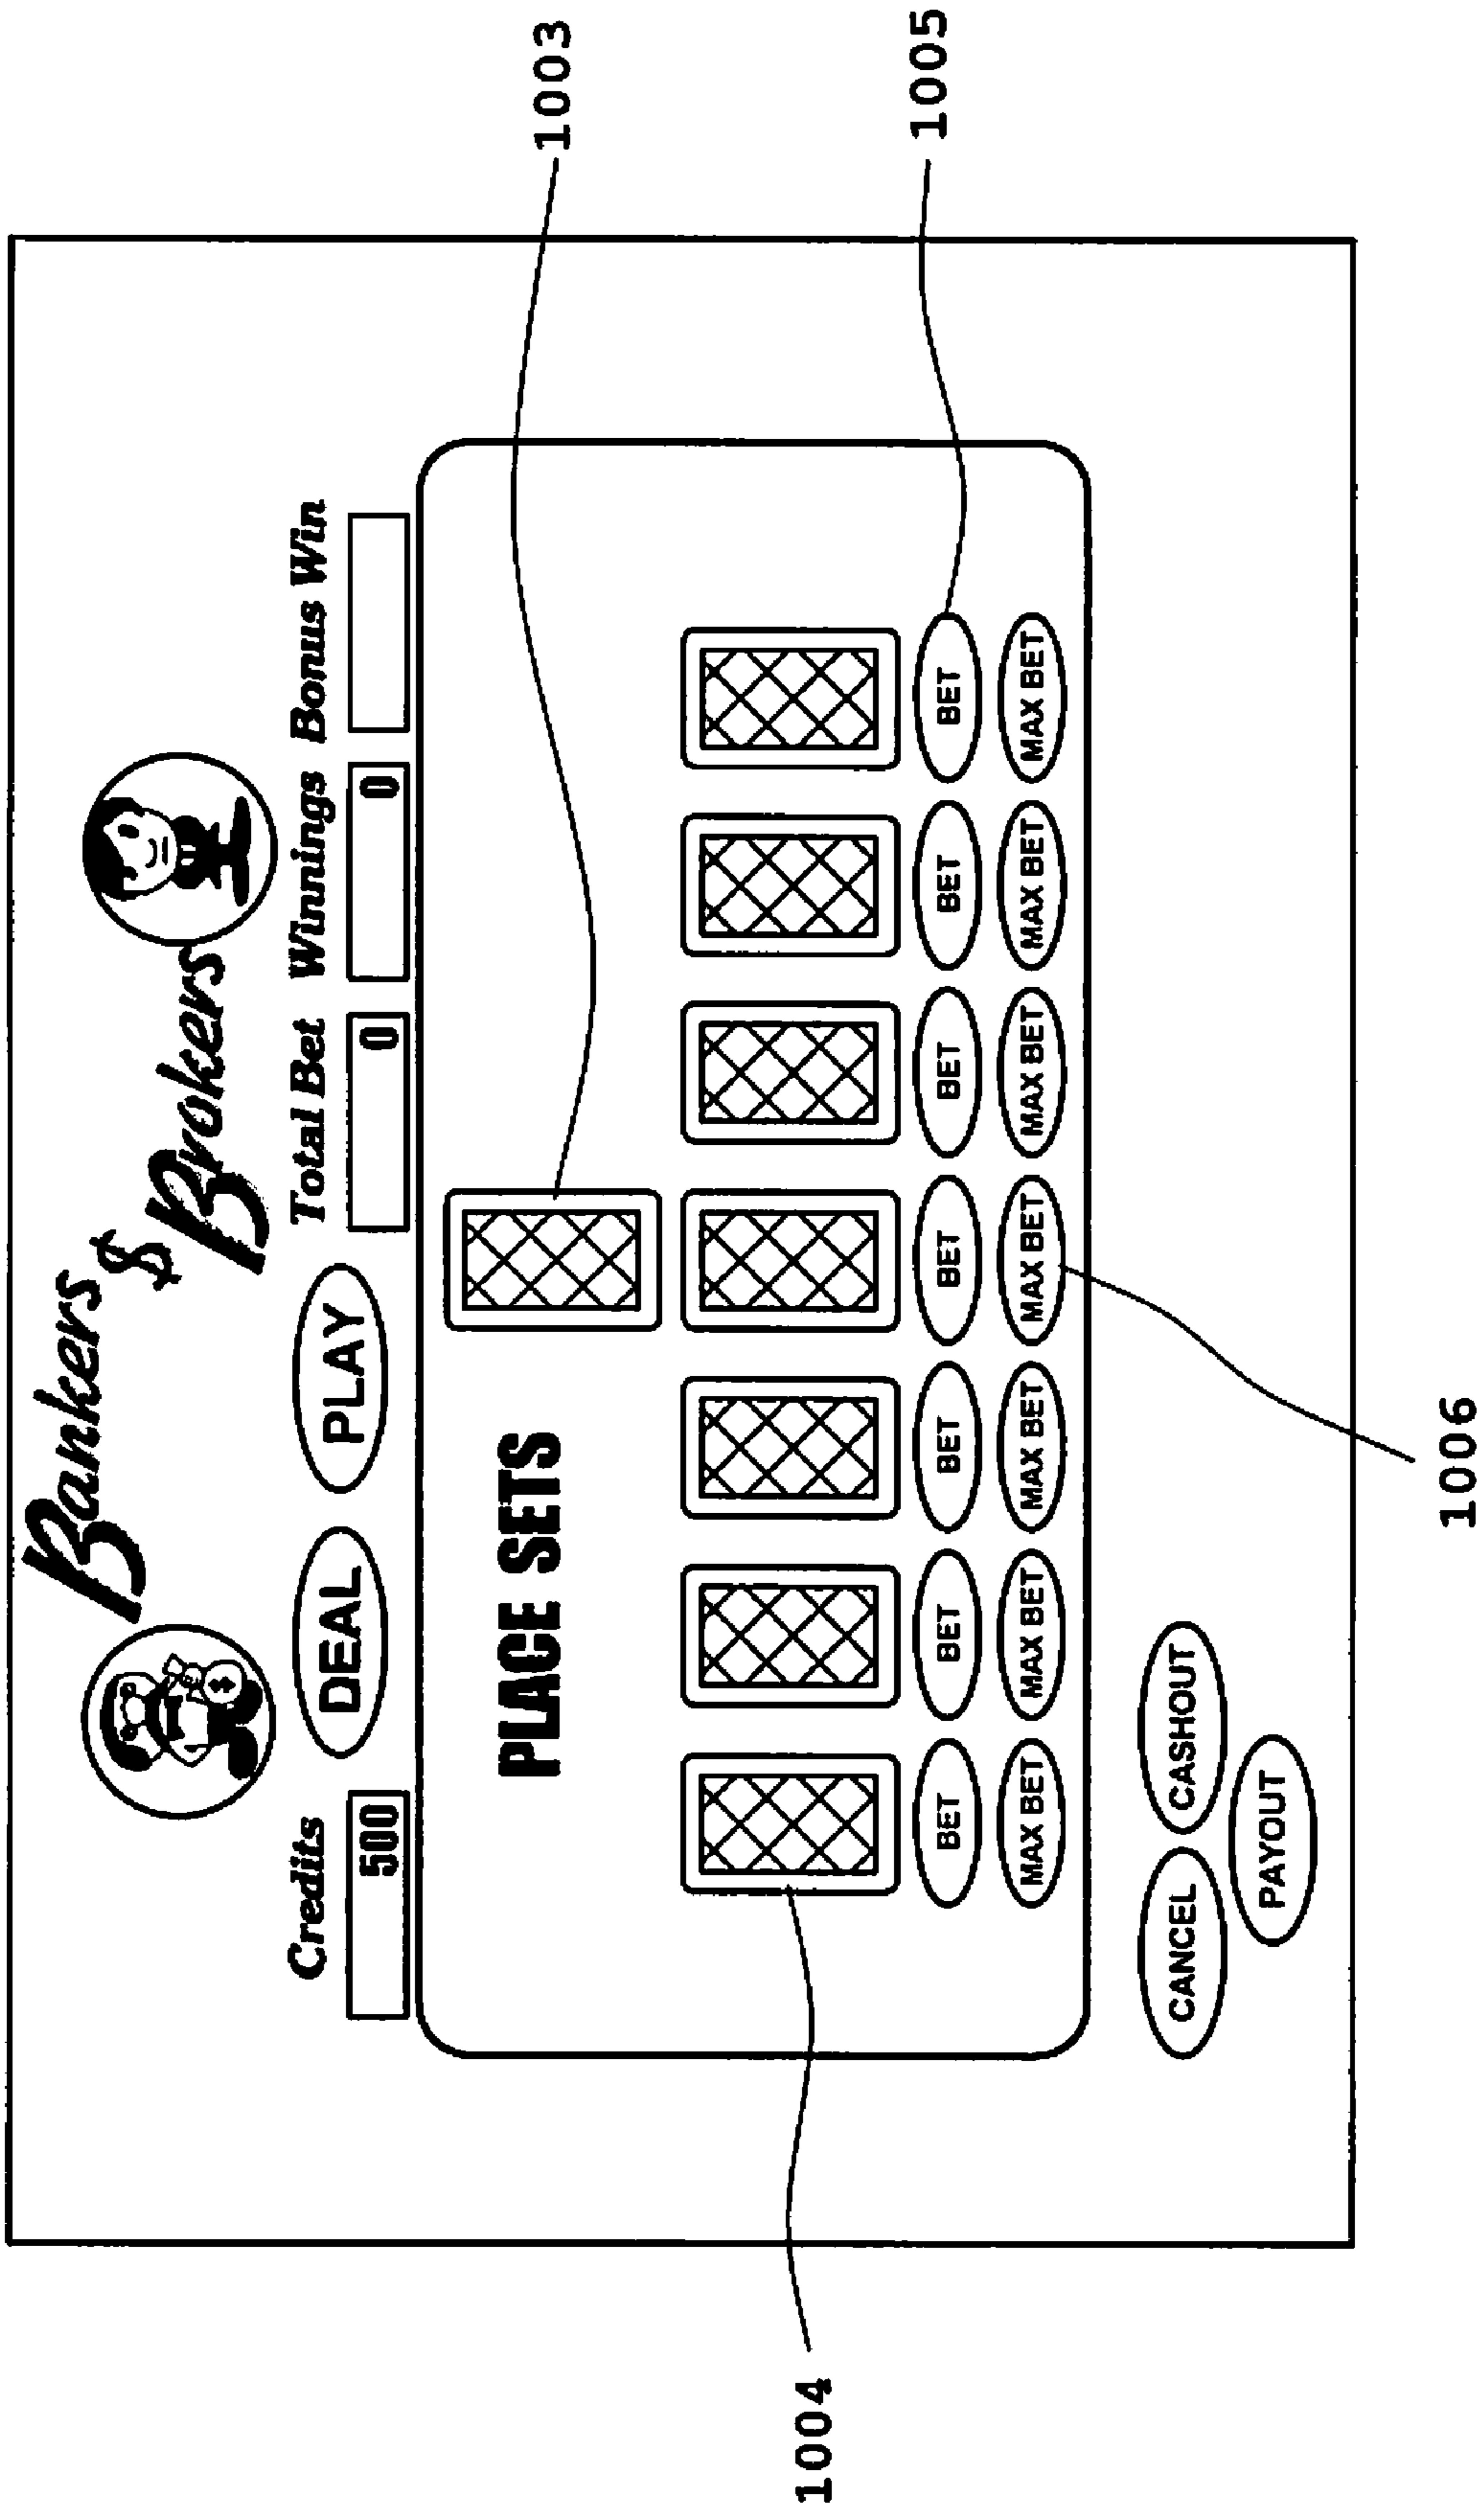 Bankers &
Brokers
Credits DEAL PLAY Total Bet Winnings Bonus Win
500 0 0
PLACE SETS
1003
1004
BET BET BET BET BET BET BET
1005
MAX BET MAX BET MAX BET MAX BET MAX BET MAX BET MAX BET
CANCEL CASHOUT
PAYOUT
1006